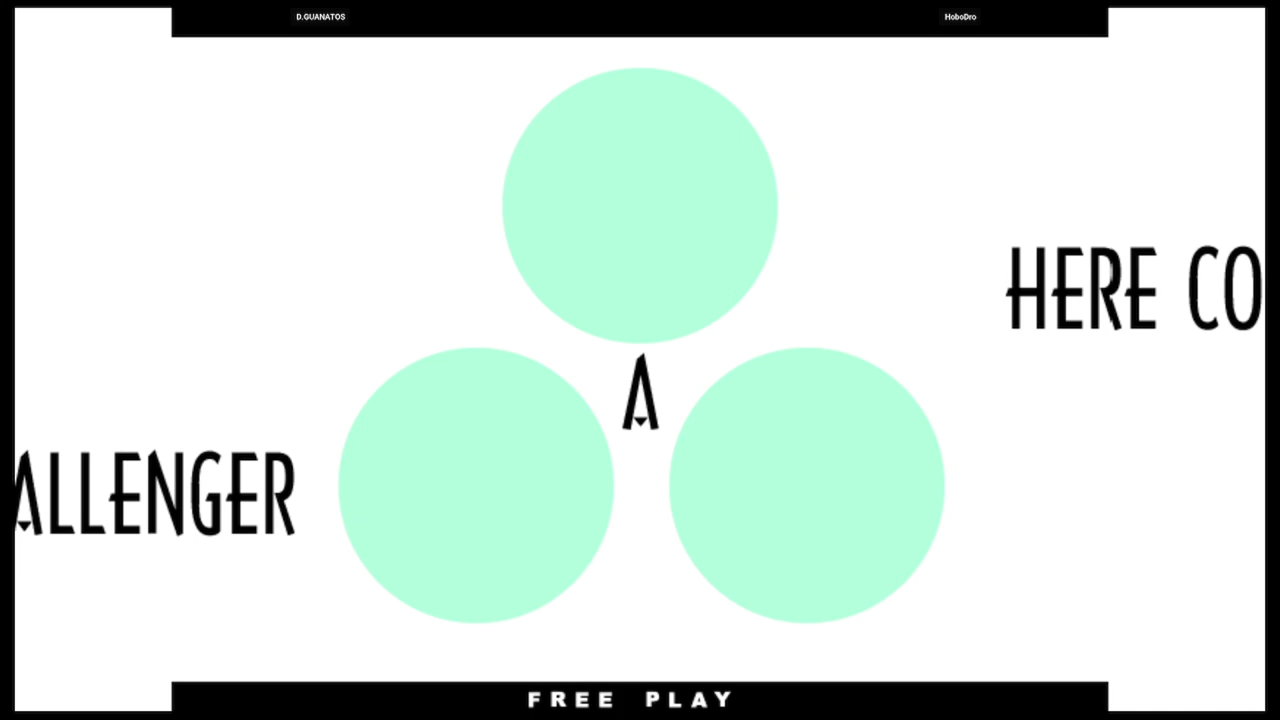 D.GUANATOS
HoboDro
HERE CO
A
ALLENGER
FREE PLAY